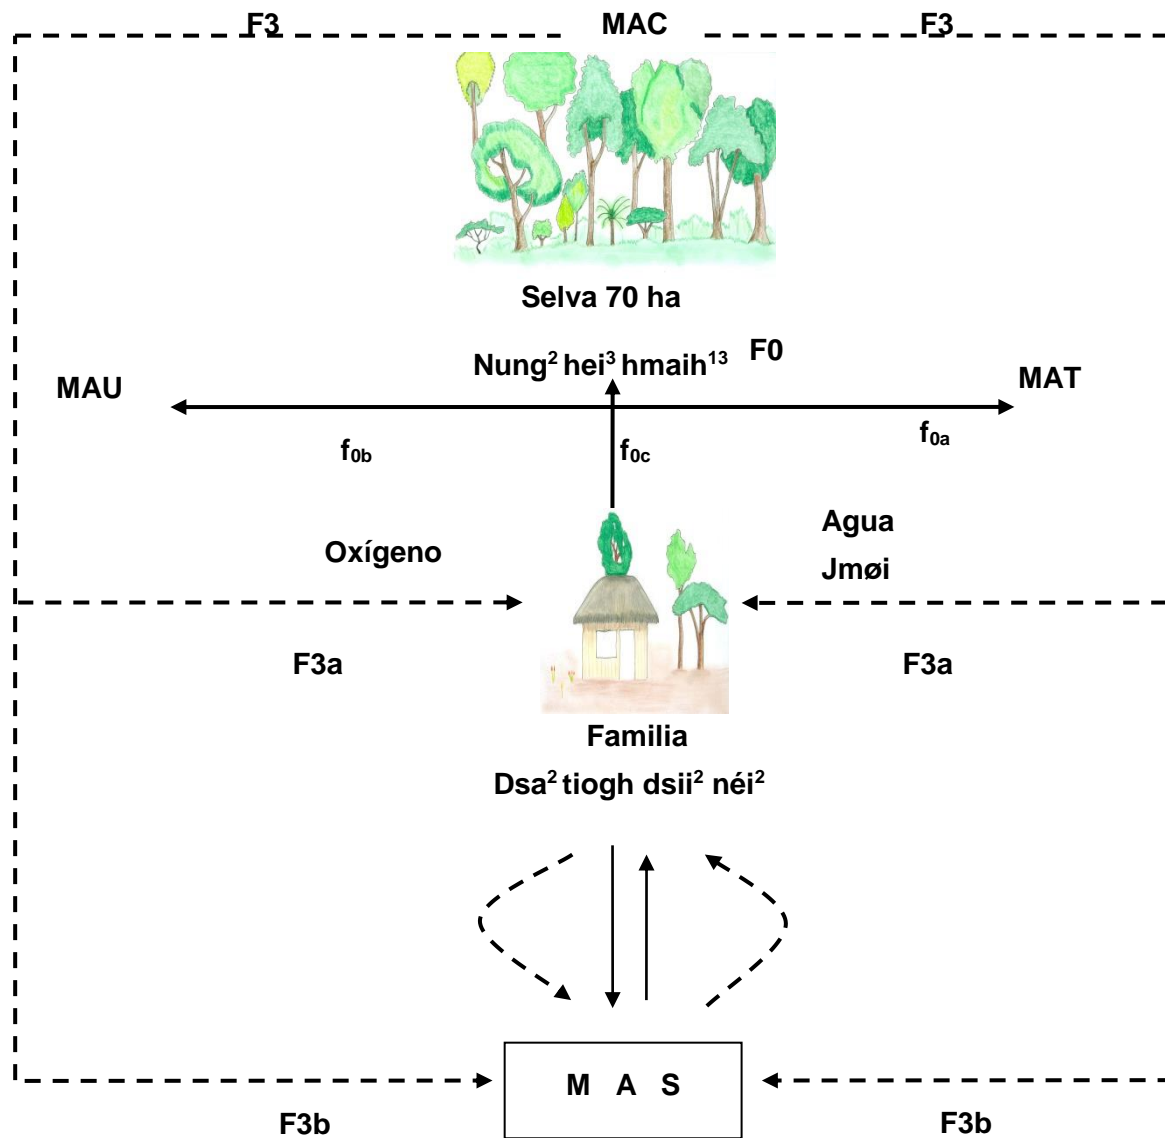 F3 MAC F3
Selva 70 ha
Nung² hei³ hmaih¹³ F0
MAU MAT
f₀b f₀c f₀a
Oxígeno
Agua
Jmøi
F3a F3a
Familia
Dsa² tiogh dsii² néi²
M A S
F3b F3b